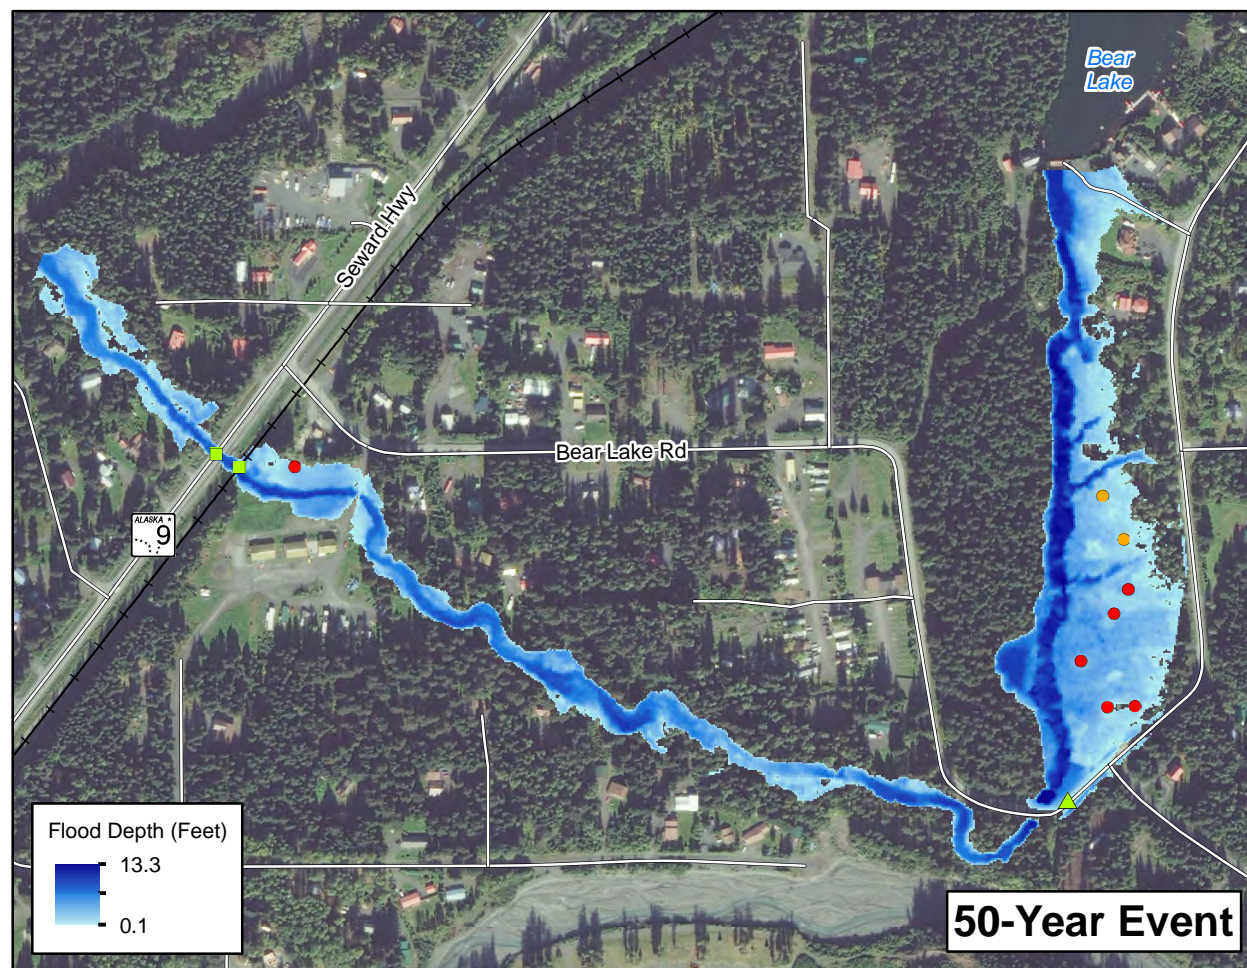 Bear
Lake
Seward Hwy
Bear Lake Rd
ALASKA
9
Flood Depth (Feet)
13.3
0.1
50-Year Event